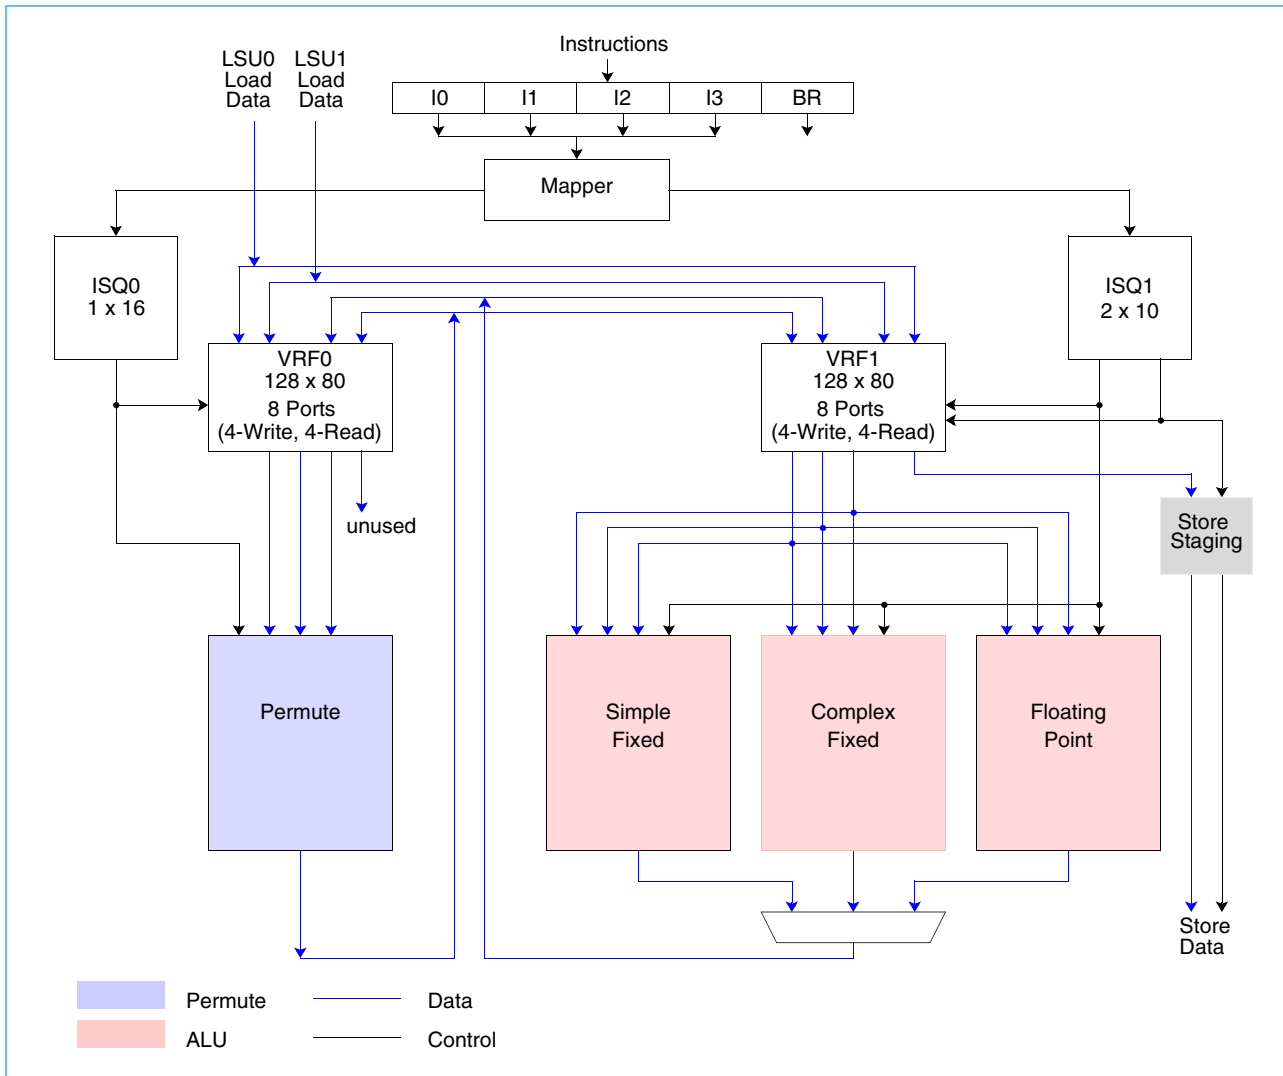 Instructions
LSU0
Load
Data
LSU1
Load
Data
I0 I1 I2 I3 BR
Mapper
ISQ0
1 x 16
ISQ1
2 x 10
VRF0
128 x 80
8 Ports
(4-Write, 4-Read)
VRF1
128 x 80
8 Ports
(4-Write, 4-Read)
unused
Store
Staging
Permute
Simple
Fixed
Complex
Fixed
Floating
Point
Store
Data
Permute
Data
ALU
Control